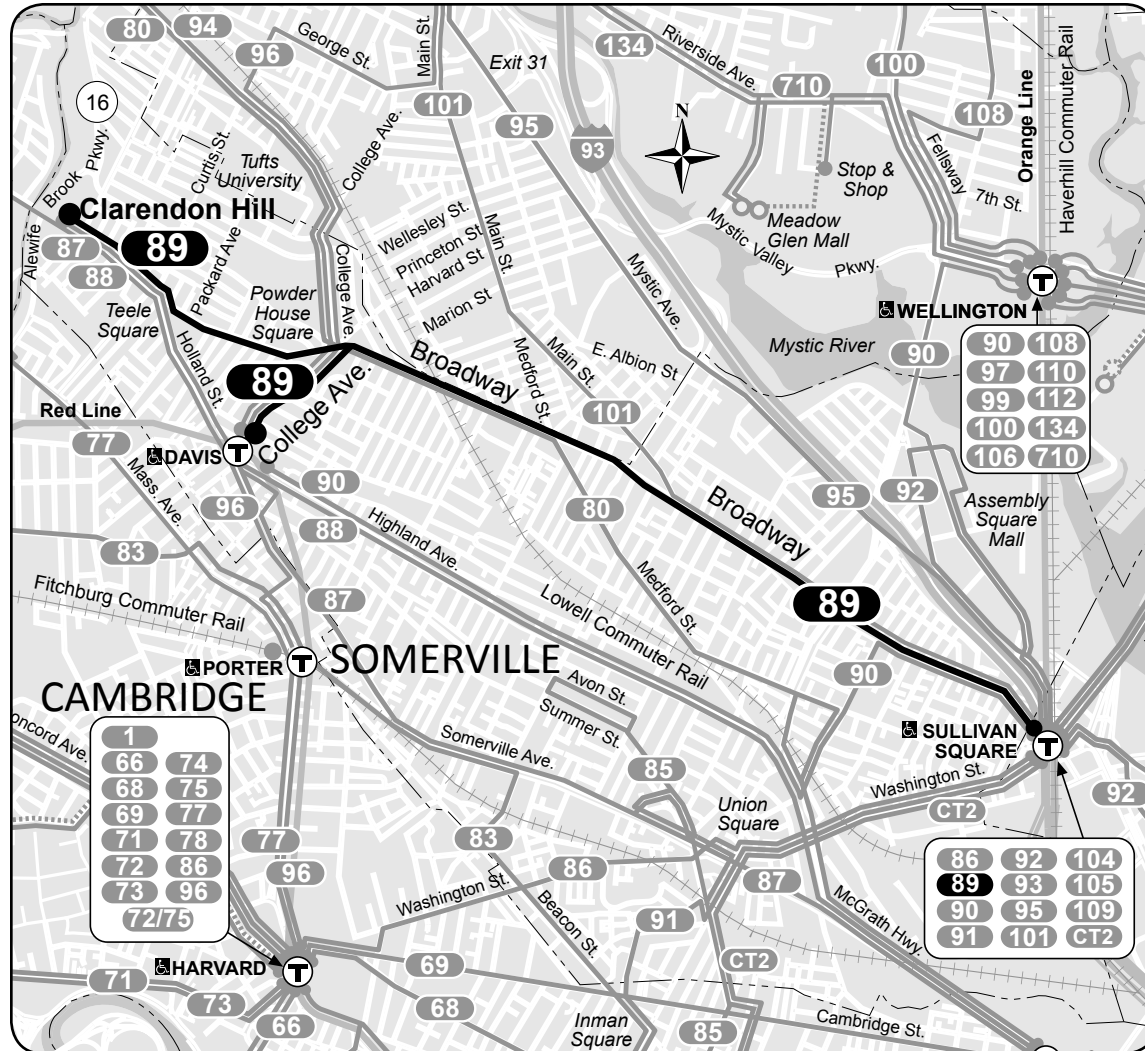 80
94
96
George St.
Main St.
101
Exit 31
95
134
Riverside Ave.
710
100
108
Orange Line
Haverhill Commuter Rail
16
93
N
Alewife
Brook
Pkwy.
Curtis St.
Tufts
University
College Ave.
Fellsway
7th St.
Stop &
Shop
Meadow
Glen Mall
Mystic Valley
Pkwy.
Clarendon Hill
89
87
88
Packard Ave
Teele
Square
Powder
House
Square
College Ave.
Wellesley St.
Princeton St
Harvard St
Marion St
Main St.
Mystic Ave.
T
WELLINGTON
Mystic River
90
90 108
97 110
99 112
100 134
106 710
Holland St.
89
College Ave.
Broadway
Medford St.
Main St.
E. Albion St
101
Red Line
77
DAVIS
T
Mass. Ave.
96
90
88
Highland Ave.
80
Broadway
95
92
Assembly
Square
Mall
83
Fitchburg Commuter Rail
87
Lowell Commuter Rail
Medford St.
89
90
PORTER
T
SOMERVILLE
CAMBRIDGE
oncord Ave.
Avon St.
Summer St.
Somerville Ave.
85
SULLIVAN
SQUARE
T
Washington St.
CT2
92
1
66 74
68 75
69 77
71 78
72 86
73 96
72/75
77
96
83
Union
Square
86
Washington St.
Beacon St.
87
91
McGrath Hwy.
86 92 104
89 93 105
90 95 109
91 101 CT2
HARVARD
T
71
73
66
69
68
CT2
Inman
Square
85
Cambridge St.